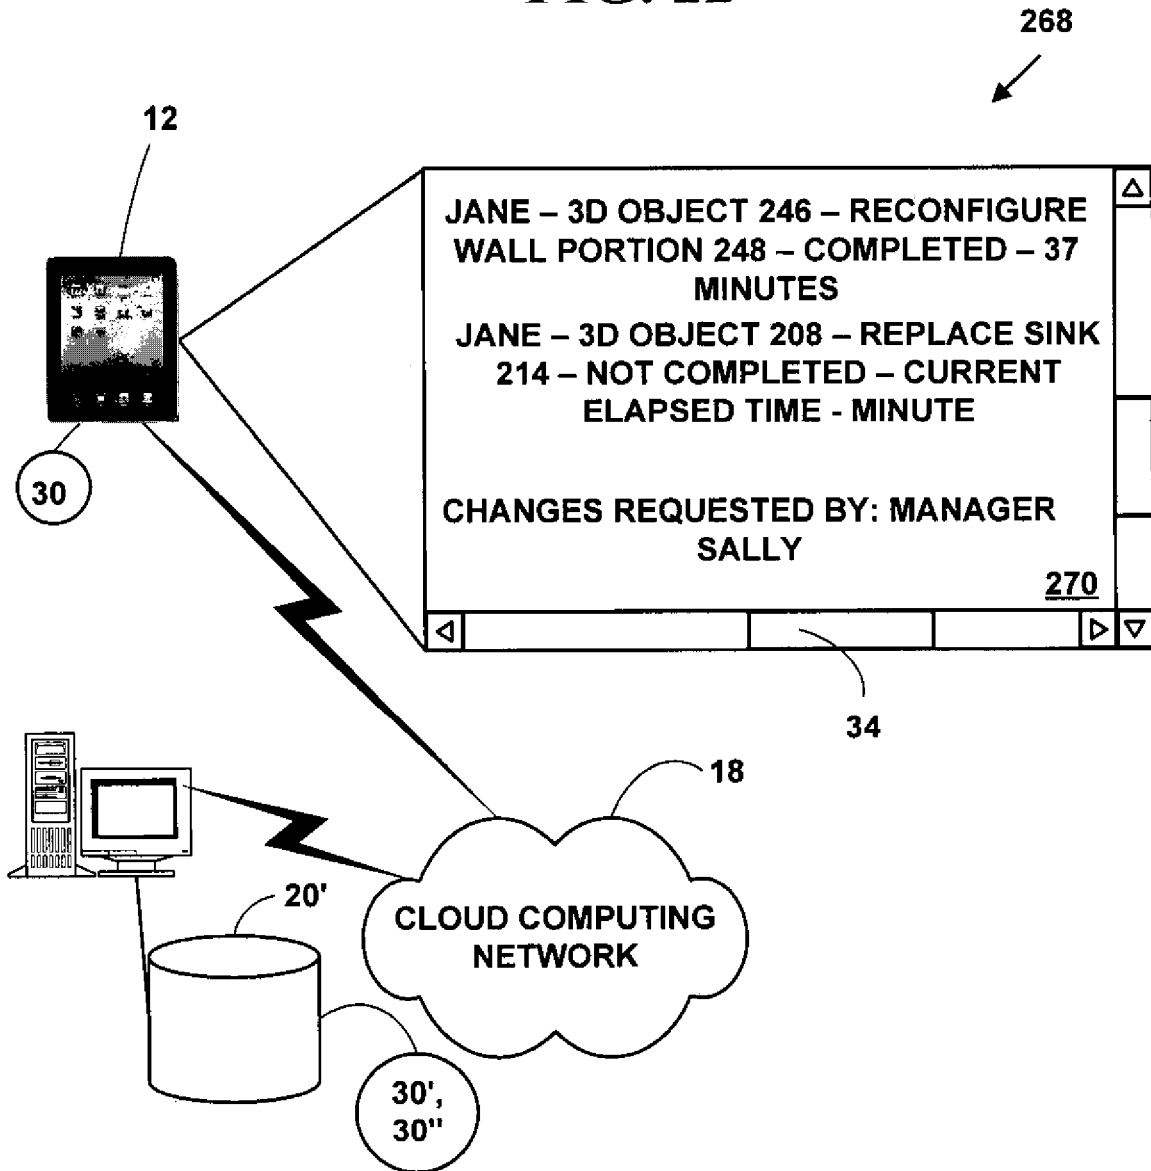 268
12
JANE – 3D OBJECT 246 – RECONFIGURE
WALL PORTION 248 – COMPLETED – 37
MINUTES
JANE – 3D OBJECT 208 – REPLACE SINK
214 – NOT COMPLETED – CURRENT
ELAPSED TIME - MINUTE
30
CHANGES REQUESTED BY: MANAGER
SALLY
270
34
18
20'
CLOUD COMPUTING
NETWORK
30',
30"